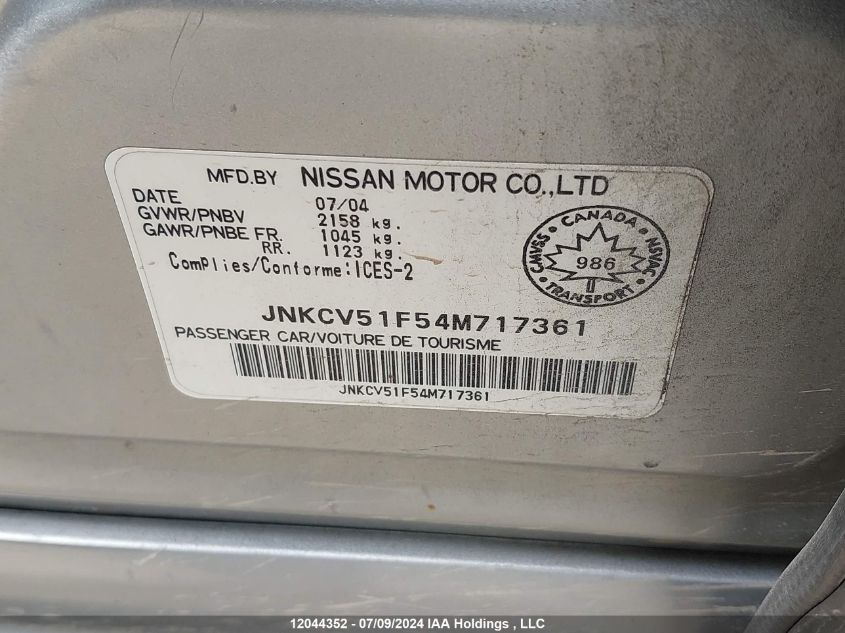 MFD.BY NISSAN MOTOR CO.,LTD
DATE 07/04
GVWR/PNBV 2158 kg.
GAWR/PNBE FR. 1045 kg.
RR. 1123 kg.
ComPlies/Conforme:ICES-2
CANADA
CMVSS 986 NSVAC
TRANSPORT
JNKCV51F54M717361
PASSENGER CAR/VOITURE DE TOURISME
JNKCV51F54M717361
12044352 - 07/09/2024 IAA Holdings , LLC